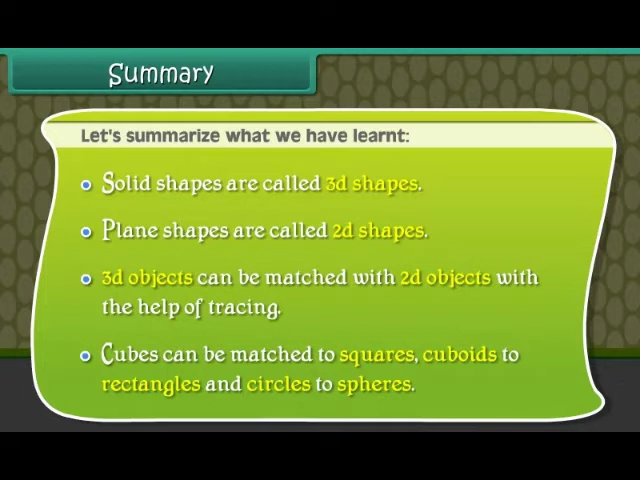 Summary
Let's summarize what we have learnt:
Solid shapes are called 3d shapes.
Plane shapes are called 2d shapes.
3d objects can be matched with 2d objects with
the help of tracing.
Cubes can be matched to squares, cuboids to
rectangles and circles to spheres.